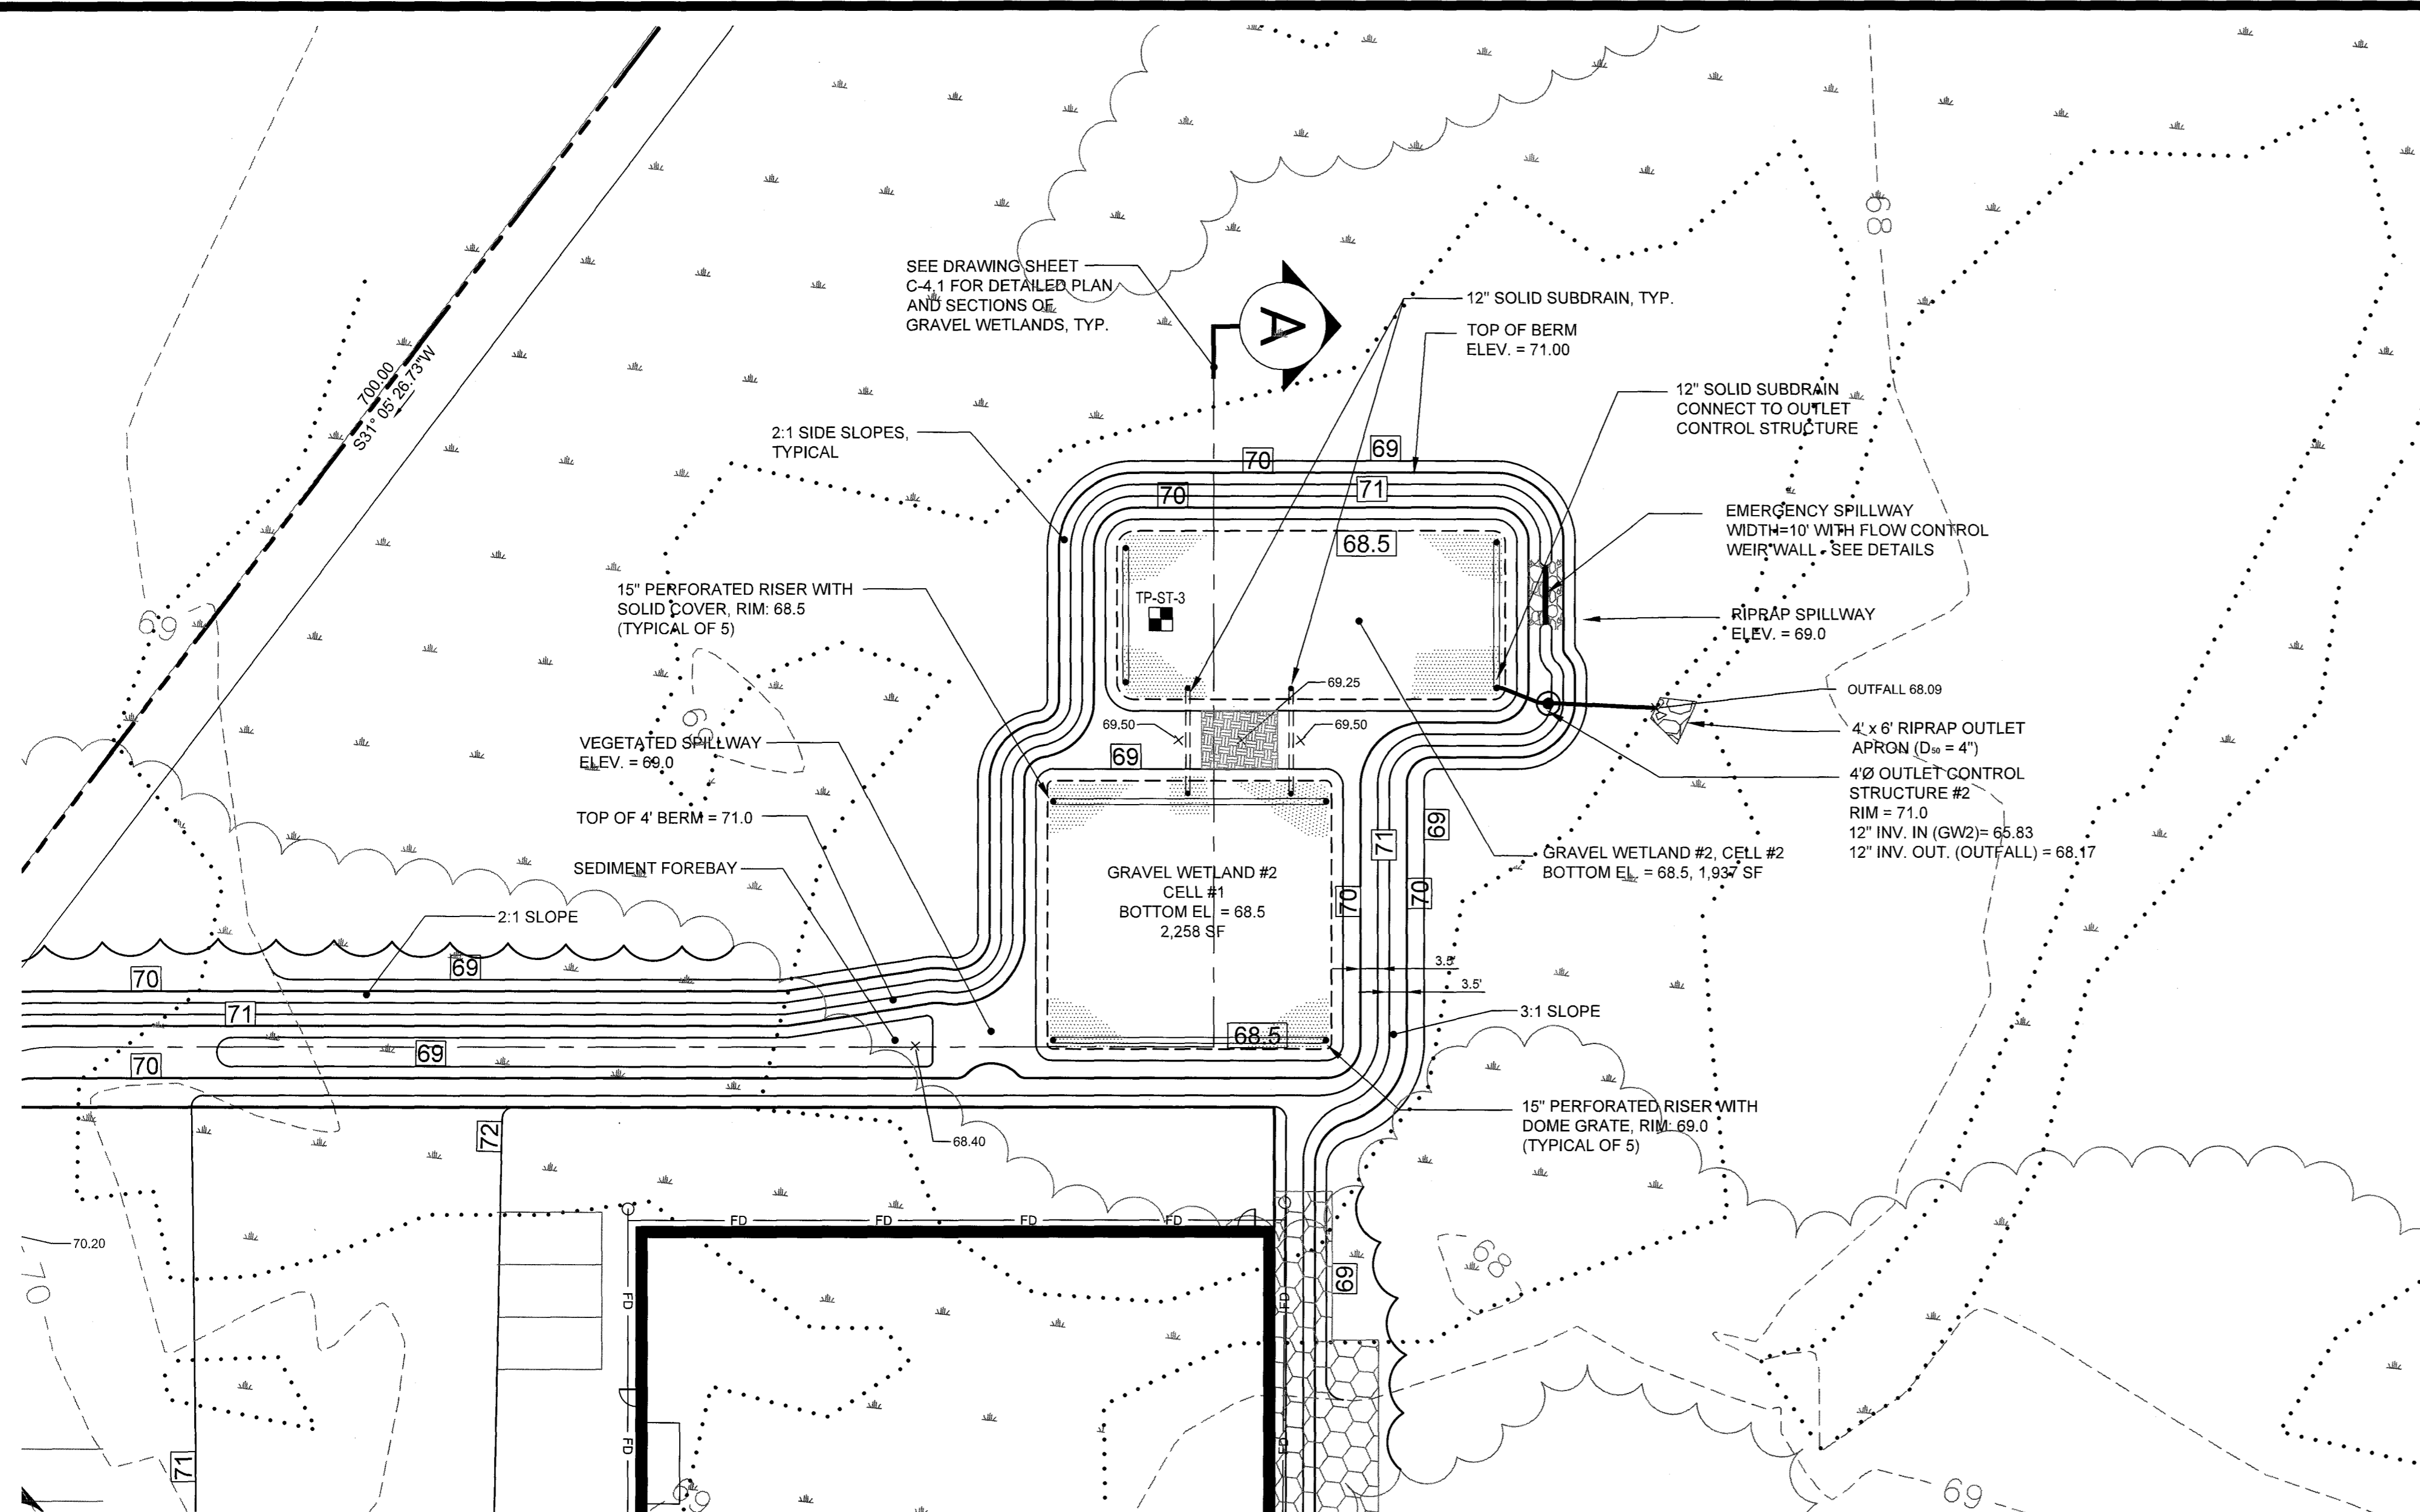 SEE DRAWING SHEET
C-4.1 FOR DETAILED PLAN
AND SECTIONS OF
GRAVEL WETLANDS, TYP.
A
12" SOLID SUBDRAIN, TYP.
TOP OF BERM
ELEV. = 71.00
68
700.00
S31° 05' 26.73"W
12" SOLID SUBDRAIN
CONNECT TO OUTLET
CONTROL STRUCTURE
2:1 SIDE SLOPES,
TYPICAL
70
69
70
71
68.5
EMERGENCY SPILLWAY
WIDTH=10' WITH FLOW CONTROL
WEIR WALL - SEE DETAILS
15" PERFORATED RISER WITH
SOLID COVER, RIM: 68.5
(TYPICAL OF 5)
TP-ST-3
RIPRAP SPILLWAY
ELEV. = 69.0
69
69
69.25
69.50
69.50
OUTFALL 68.09
4' x 6' RIPRAP OUTLET
APRON (D₅₀ = 4")
VEGETATED SPILLWAY
ELEV. = 69.0
69
4'Ø OUTLET CONTROL
STRUCTURE #2
RIM = 71.0
12" INV. IN (GW2)= 65.83
12" INV. OUT. (OUTFALL) = 68.17
TOP OF 4' BERM = 71.0
69
71
GRAVEL WETLAND #2, CELL #2
BOTTOM EL. = 68.5, 1,937 SF
SEDIMENT FOREBAY
GRAVEL WETLAND #2
CELL #1
BOTTOM EL. = 68.5
2,258 SF
70
70
2:1 SLOPE
69
70
3.5'
3.5'
71
3:1 SLOPE
68.5
69
70
15" PERFORATED RISER WITH
DOME GRATE, RIM: 69.0
(TYPICAL OF 5)
72
68.40
FD
FD
FD
FD
70.20
70
68
69
FD
FD
71
FD
FD
69
69